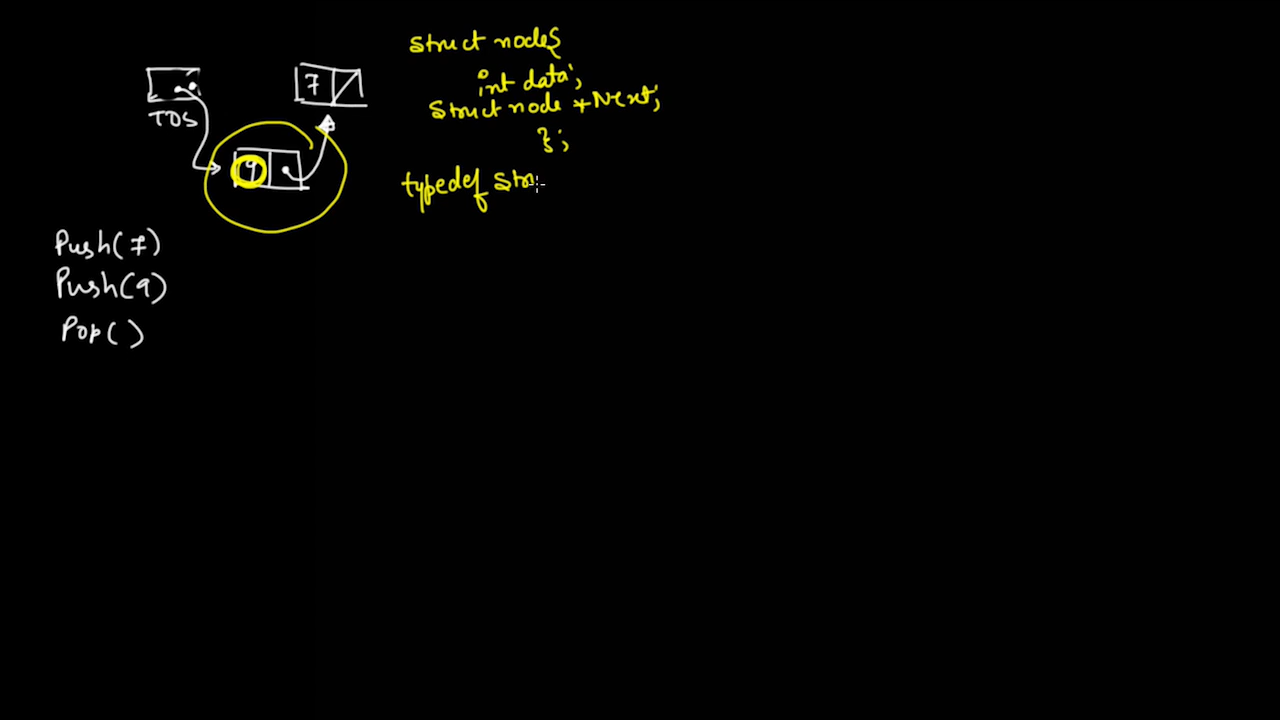 struct node{
int data;
7
struct node *Next;
TOS
};
9
typedef str
Push(7)
Push(9)
Pop()